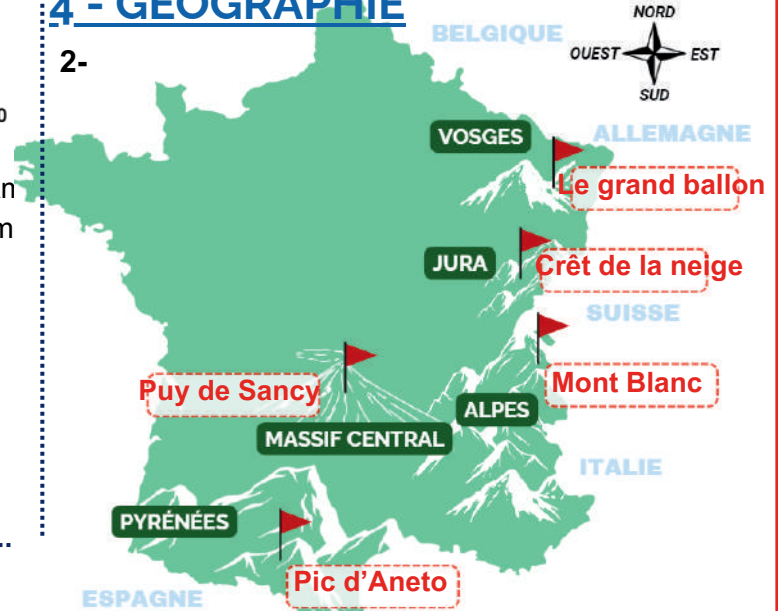 4 - GÉOGRAPHIE
2-
BELGIQUE
NORD
OUEST
EST
SUD
VOSGES
ALLEMAGNE
Le grand ballon
JURA
Crêt de la neige
SUISSE
Puy de Sancy
Mont Blanc
ALPES
MASSIF CENTRAL
ITALIE
PYRÉNÉES
Pic d'Aneto
ESPAGNE